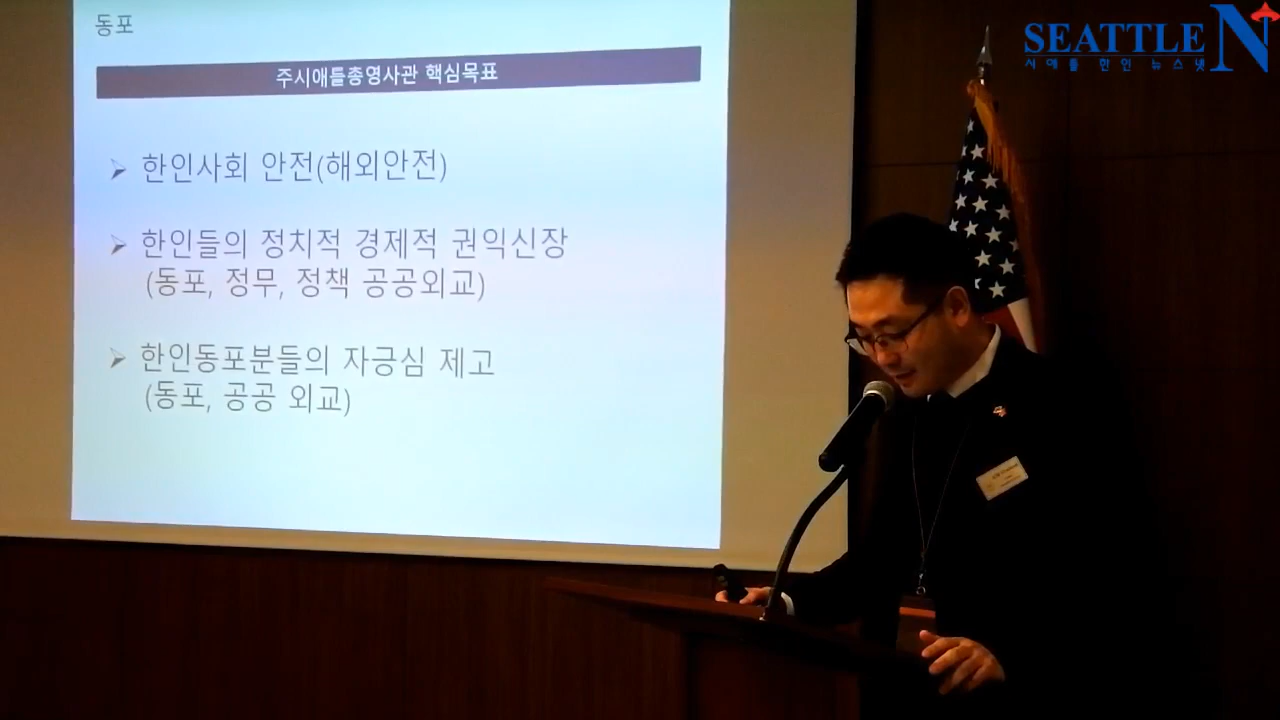 동포
주시애틀총영사관 핵심목표
➢ 한인사회 안전(해외안전)
➢ 한인들의 정치적 경제적 권익신장
(동포, 정무, 정책 공공외교)
➢ 한인동포분들의 자긍심 제고
(동포, 공공 외교)
SEATTLE N
시애틀 한인 뉴스넷